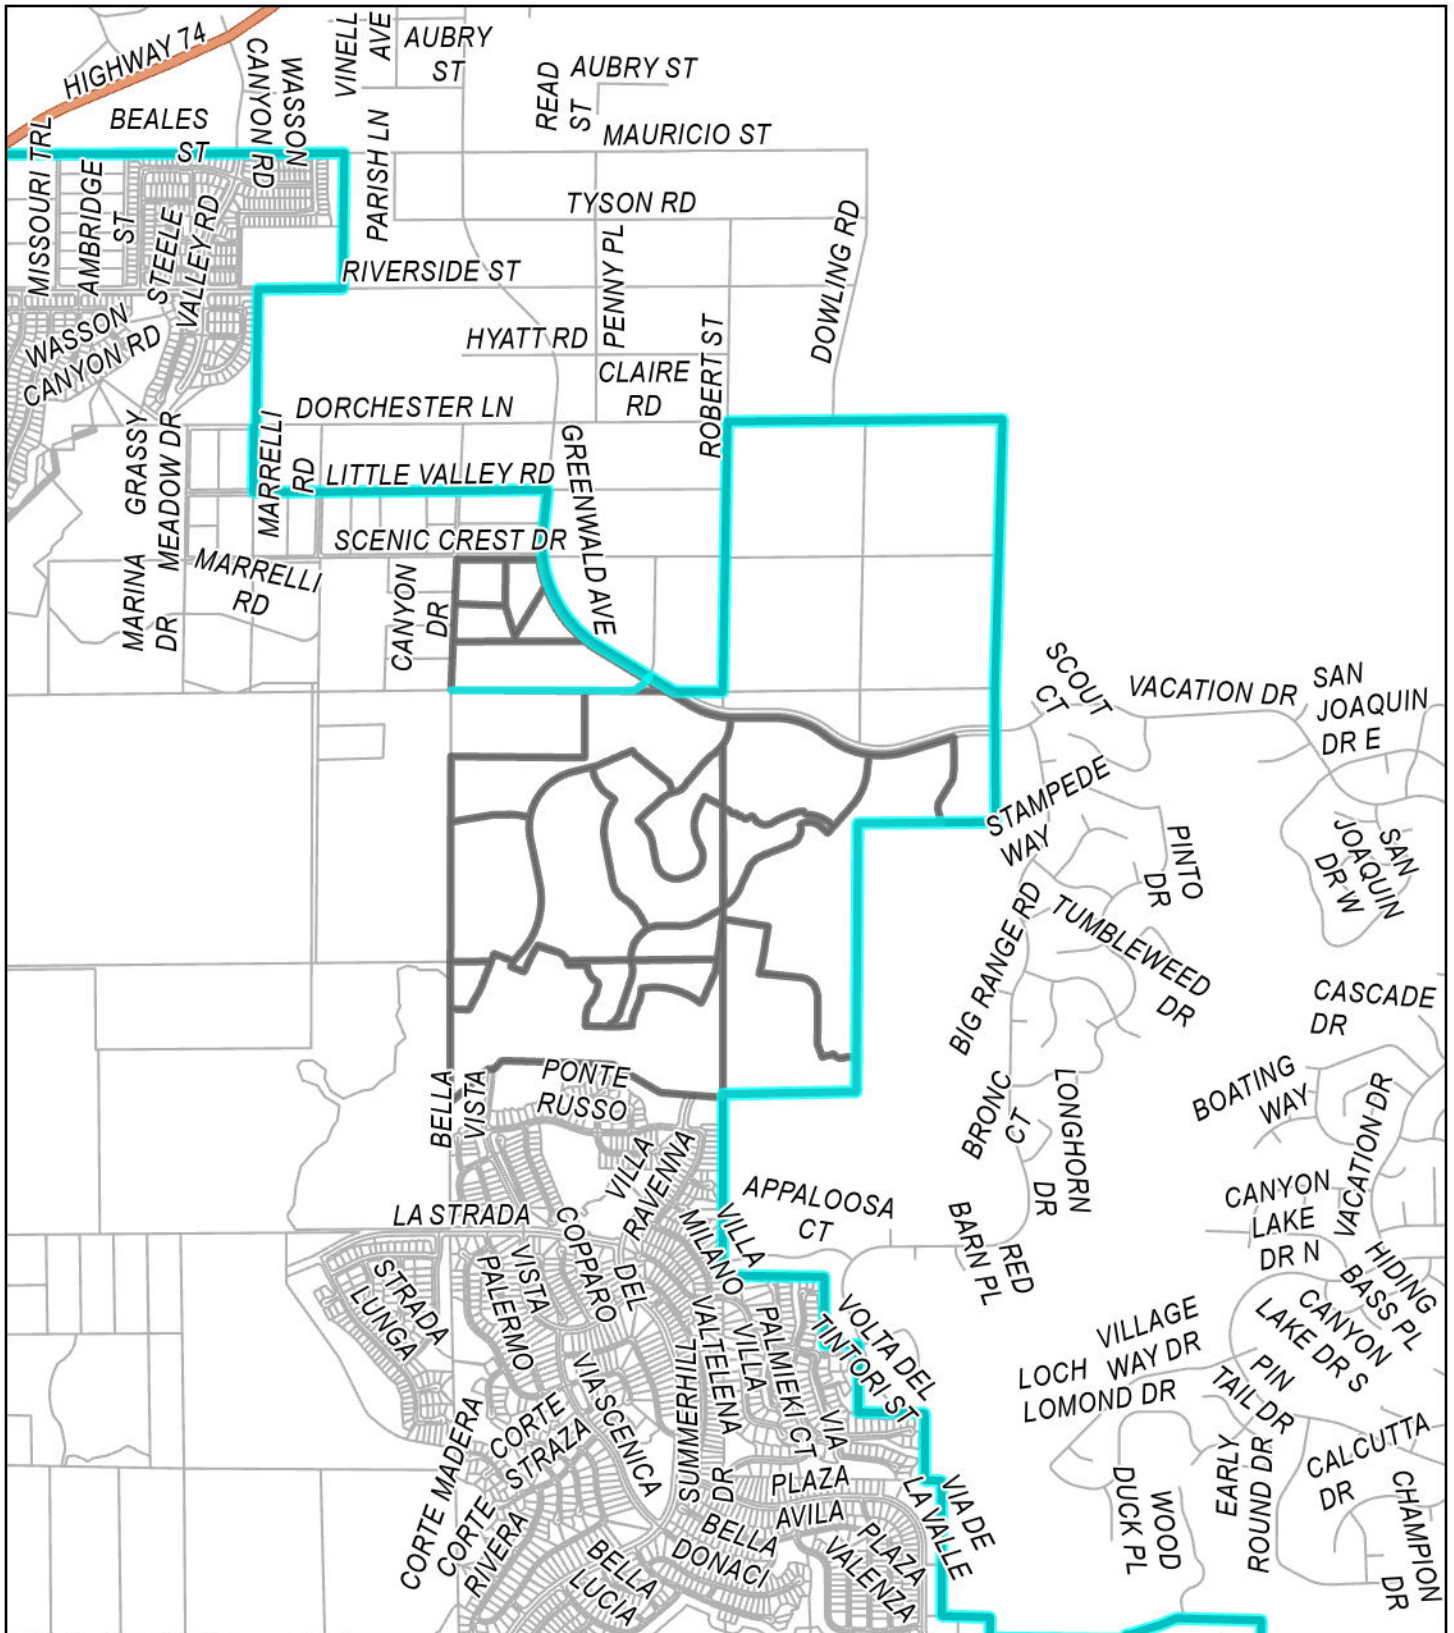 HIGHWAY 74
WASSON
CANYON RD
VINELL
AVE
AUBRY
ST
READ
ST
AUBRY ST
BEALES
ST
MAURICIO ST
MISSOURI TRL
AMBRIDGE
ST
STEELE
VALLEY RD
PARISH LN
TYSON RD
PENNY PL
DOWLING RD
RIVERSIDE ST
WASSON
CANYON RD
HYATT RD
CLAIRE
RD
ROBERT ST
DORCHESTER LN
GRASSY
MEADOW DR
MARRELLI
RD
LITTLE VALLEY RD
GREENWALD AVE
SCENIC CREST DR
MARINA
DR
MARRELLI
RD
CANYON
DR
SCOUT
CT
VACATION DR
SAN
JOAQUIN
DR E
STAMPEDE
WAY
PINTO
DR
SAN
JOAQUIN
DR W
BIG RANGE RD
TUMBLEWEED
DR
CASCADE
DR
BELLA
VISTA
PONTE
RUSSO
BRONC
CT
LONGHORN
DR
BOATING
WAY
VACATION DR
VILLA
RAVENNA
LA STRADA
APPALOOSA
CT
RED
BARN PL
CANYON
LAKE
DR N
HIDING
BASS PL
STRADA
LUNGA
VISTA
PALERMO
COPPARO
DEL
VILLA
MILANO
VALTELENA
VILLA
PALMIEKI CT
VIA
VOLTA DEL
TINTORI ST
VILLAGE
WAY DR
LOCH
LOMOND DR
CANYON
LAKE DR S
PIN
TAIL DR
CORTE MADERA
CORTE
STRAZA
VIA SCENICA
SUMMERHILL
DR
PLAZA
AVILA
CORTE
RIVERA
BELLA
LUCIA
BELLA
DONACI
PLAZA
VALENZA
VIA DE
LA VALLE
DUCK PL
WOOD
EARLY
ROUND DR
CALCUTTA
DR
CHAMPION
DR